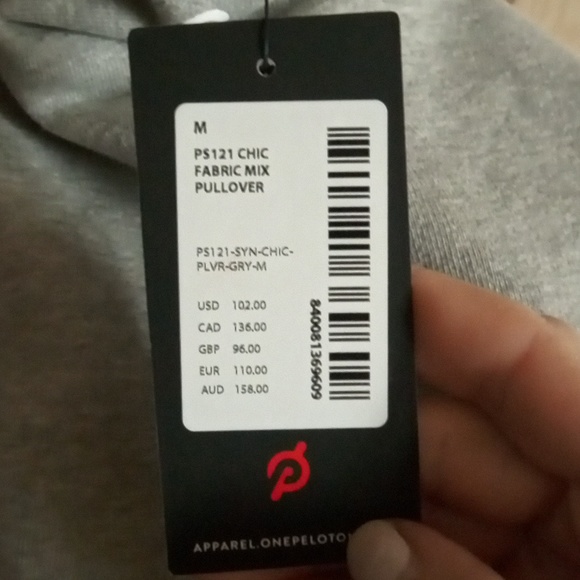 M
PS121 CHIC
FABRIC MIX
PULLOVER
PS121-SYN-CHIC-
PLVR-GRY-M
USD 102.00
CAD 136.00
GBP 96.00
EUR 110.00
AUD 158.00
840081369609
APPAREL.ONEPELOTO